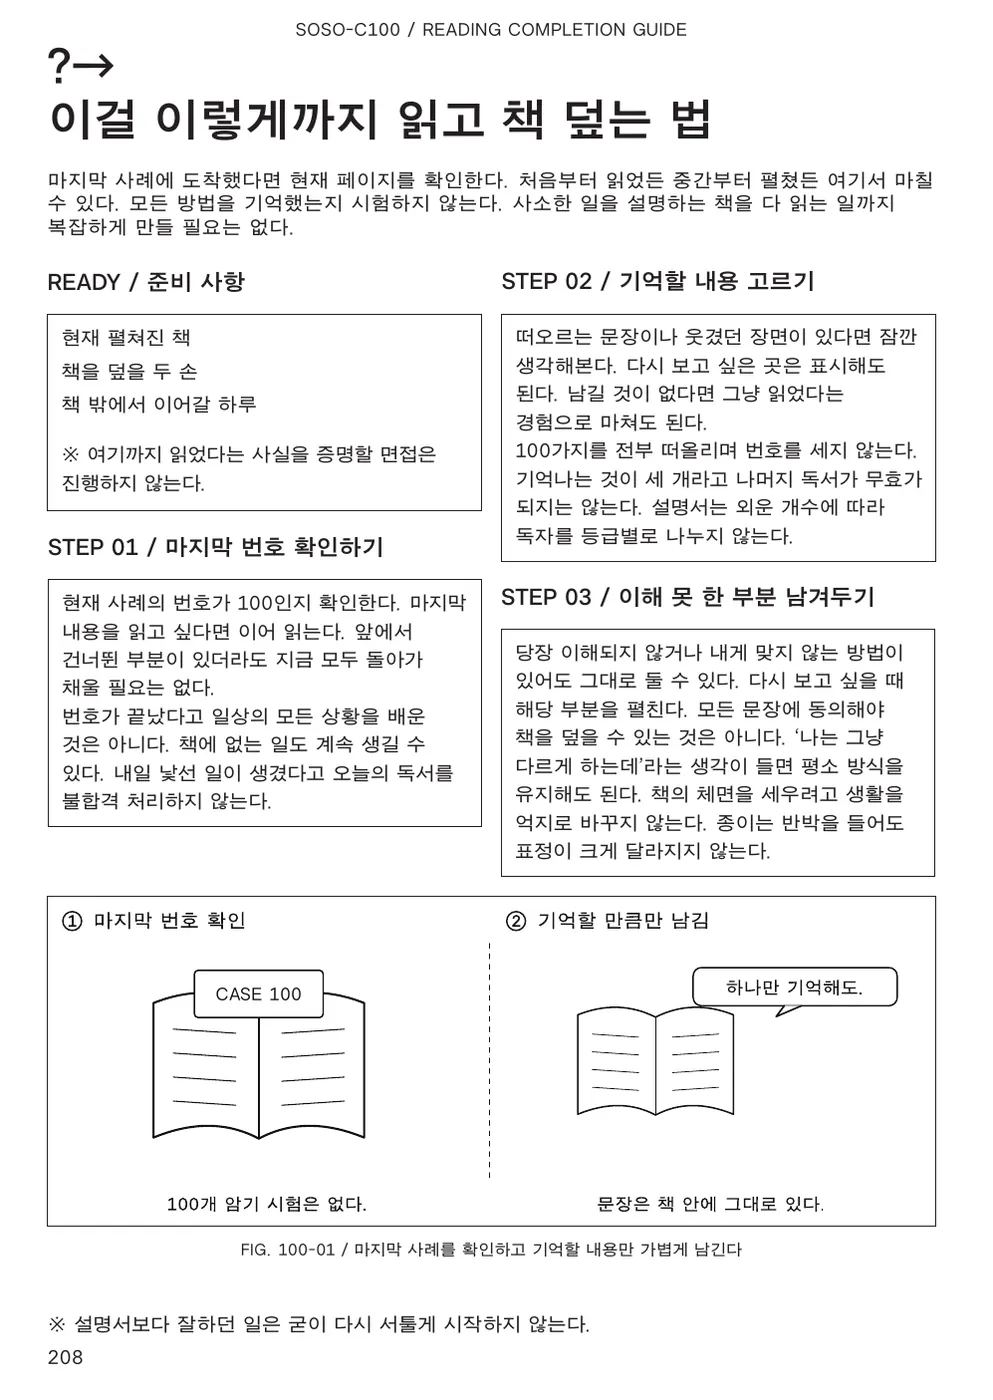 SOSO-C100 / READING COMPLETION GUIDE
?→
이걸 이렇게까지 읽고 책 덮는 법
마지막 사례에 도착했다면 현재 페이지를 확인한다. 처음부터 읽었든 중간부터 펼쳤든 여기서 마칠
수 있다. 모든 방법을 기억했는지 시험하지 않는다. 사소한 일을 설명하는 책을 다 읽는 일까지
복잡하게 만들 필요는 없다.
READY / 준비 사항
현재 펼쳐진 책
책을 덮을 두 손
책 밖에서 이어갈 하루
※ 여기까지 읽었다는 사실을 증명할 면접은
진행하지 않는다.
STEP 01 / 마지막 번호 확인하기
현재 사례의 번호가 100인지 확인한다. 마지막
내용을 읽고 싶다면 이어 읽는다. 앞에서
건너뛴 부분이 있더라도 지금 모두 돌아가
채울 필요는 없다.
번호가 끝났다고 일상의 모든 상황을 배운
것은 아니다. 책에 없는 일도 계속 생길 수
있다. 내일 낯선 일이 생겼다고 오늘의 독서를
불합격 처리하지 않는다.
STEP 02 / 기억할 내용 고르기
떠오르는 문장이나 웃겼던 장면이 있다면 잠깐
생각해본다. 다시 보고 싶은 곳은 표시해도
된다. 남길 것이 없다면 그냥 읽었다는
경험으로 마쳐도 된다.
100가지를 전부 떠올리며 번호를 세지 않는다.
기억나는 것이 세 개라고 나머지 독서가 무효가
되지는 않는다. 설명서는 외운 개수에 따라
독자를 등급별로 나누지 않는다.
STEP 03 / 이해 못 한 부분 남겨두기
당장 이해되지 않거나 내게 맞지 않는 방법이
있어도 그대로 둘 수 있다. 다시 보고 싶을 때
해당 부분을 펼친다. 모든 문장에 동의해야
책을 덮을 수 있는 것은 아니다. ‘나는 그냥
다르게 하는데’라는 생각이 들면 평소 방식을
유지해도 된다. 책의 체면을 세우려고 생활을
억지로 바꾸지 않는다. 종이는 반박을 들어도
표정이 크게 달라지지 않는다.
① 마지막 번호 확인
CASE 100
100개 암기 시험은 없다.
② 기억할 만큼만 남김
하나만 기억해도.
문장은 책 안에 그대로 있다.
FIG. 100-01 / 마지막 사례를 확인하고 기억할 내용만 가볍게 남긴다
※ 설명서보다 잘하던 일은 굳이 다시 서툴게 시작하지 않는다.
208